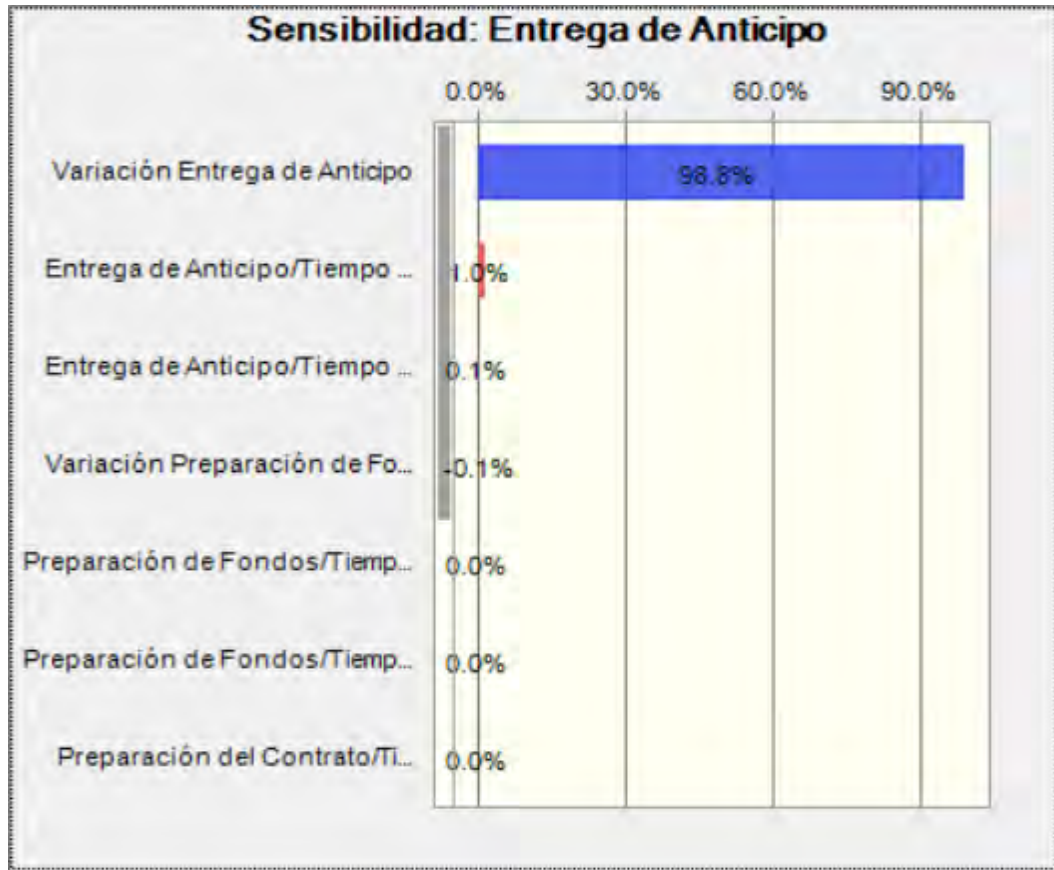 Sensibilidad: Entrega de Anticipo
0.0% 30.0% 60.0% 90.0%
Variación Entrega de Anticipo 98.8%
Entrega de Anticipo/Tiempo ... 1.0%
Entrega de Anticipo/Tiempo ... 0.1%
Variación Preparación de Fo... -0.1%
Preparación de Fondos/Tiemp... 0.0%
Preparación de Fondos/Tiemp... 0.0%
Preparación del Contrato/Ti... 0.0%